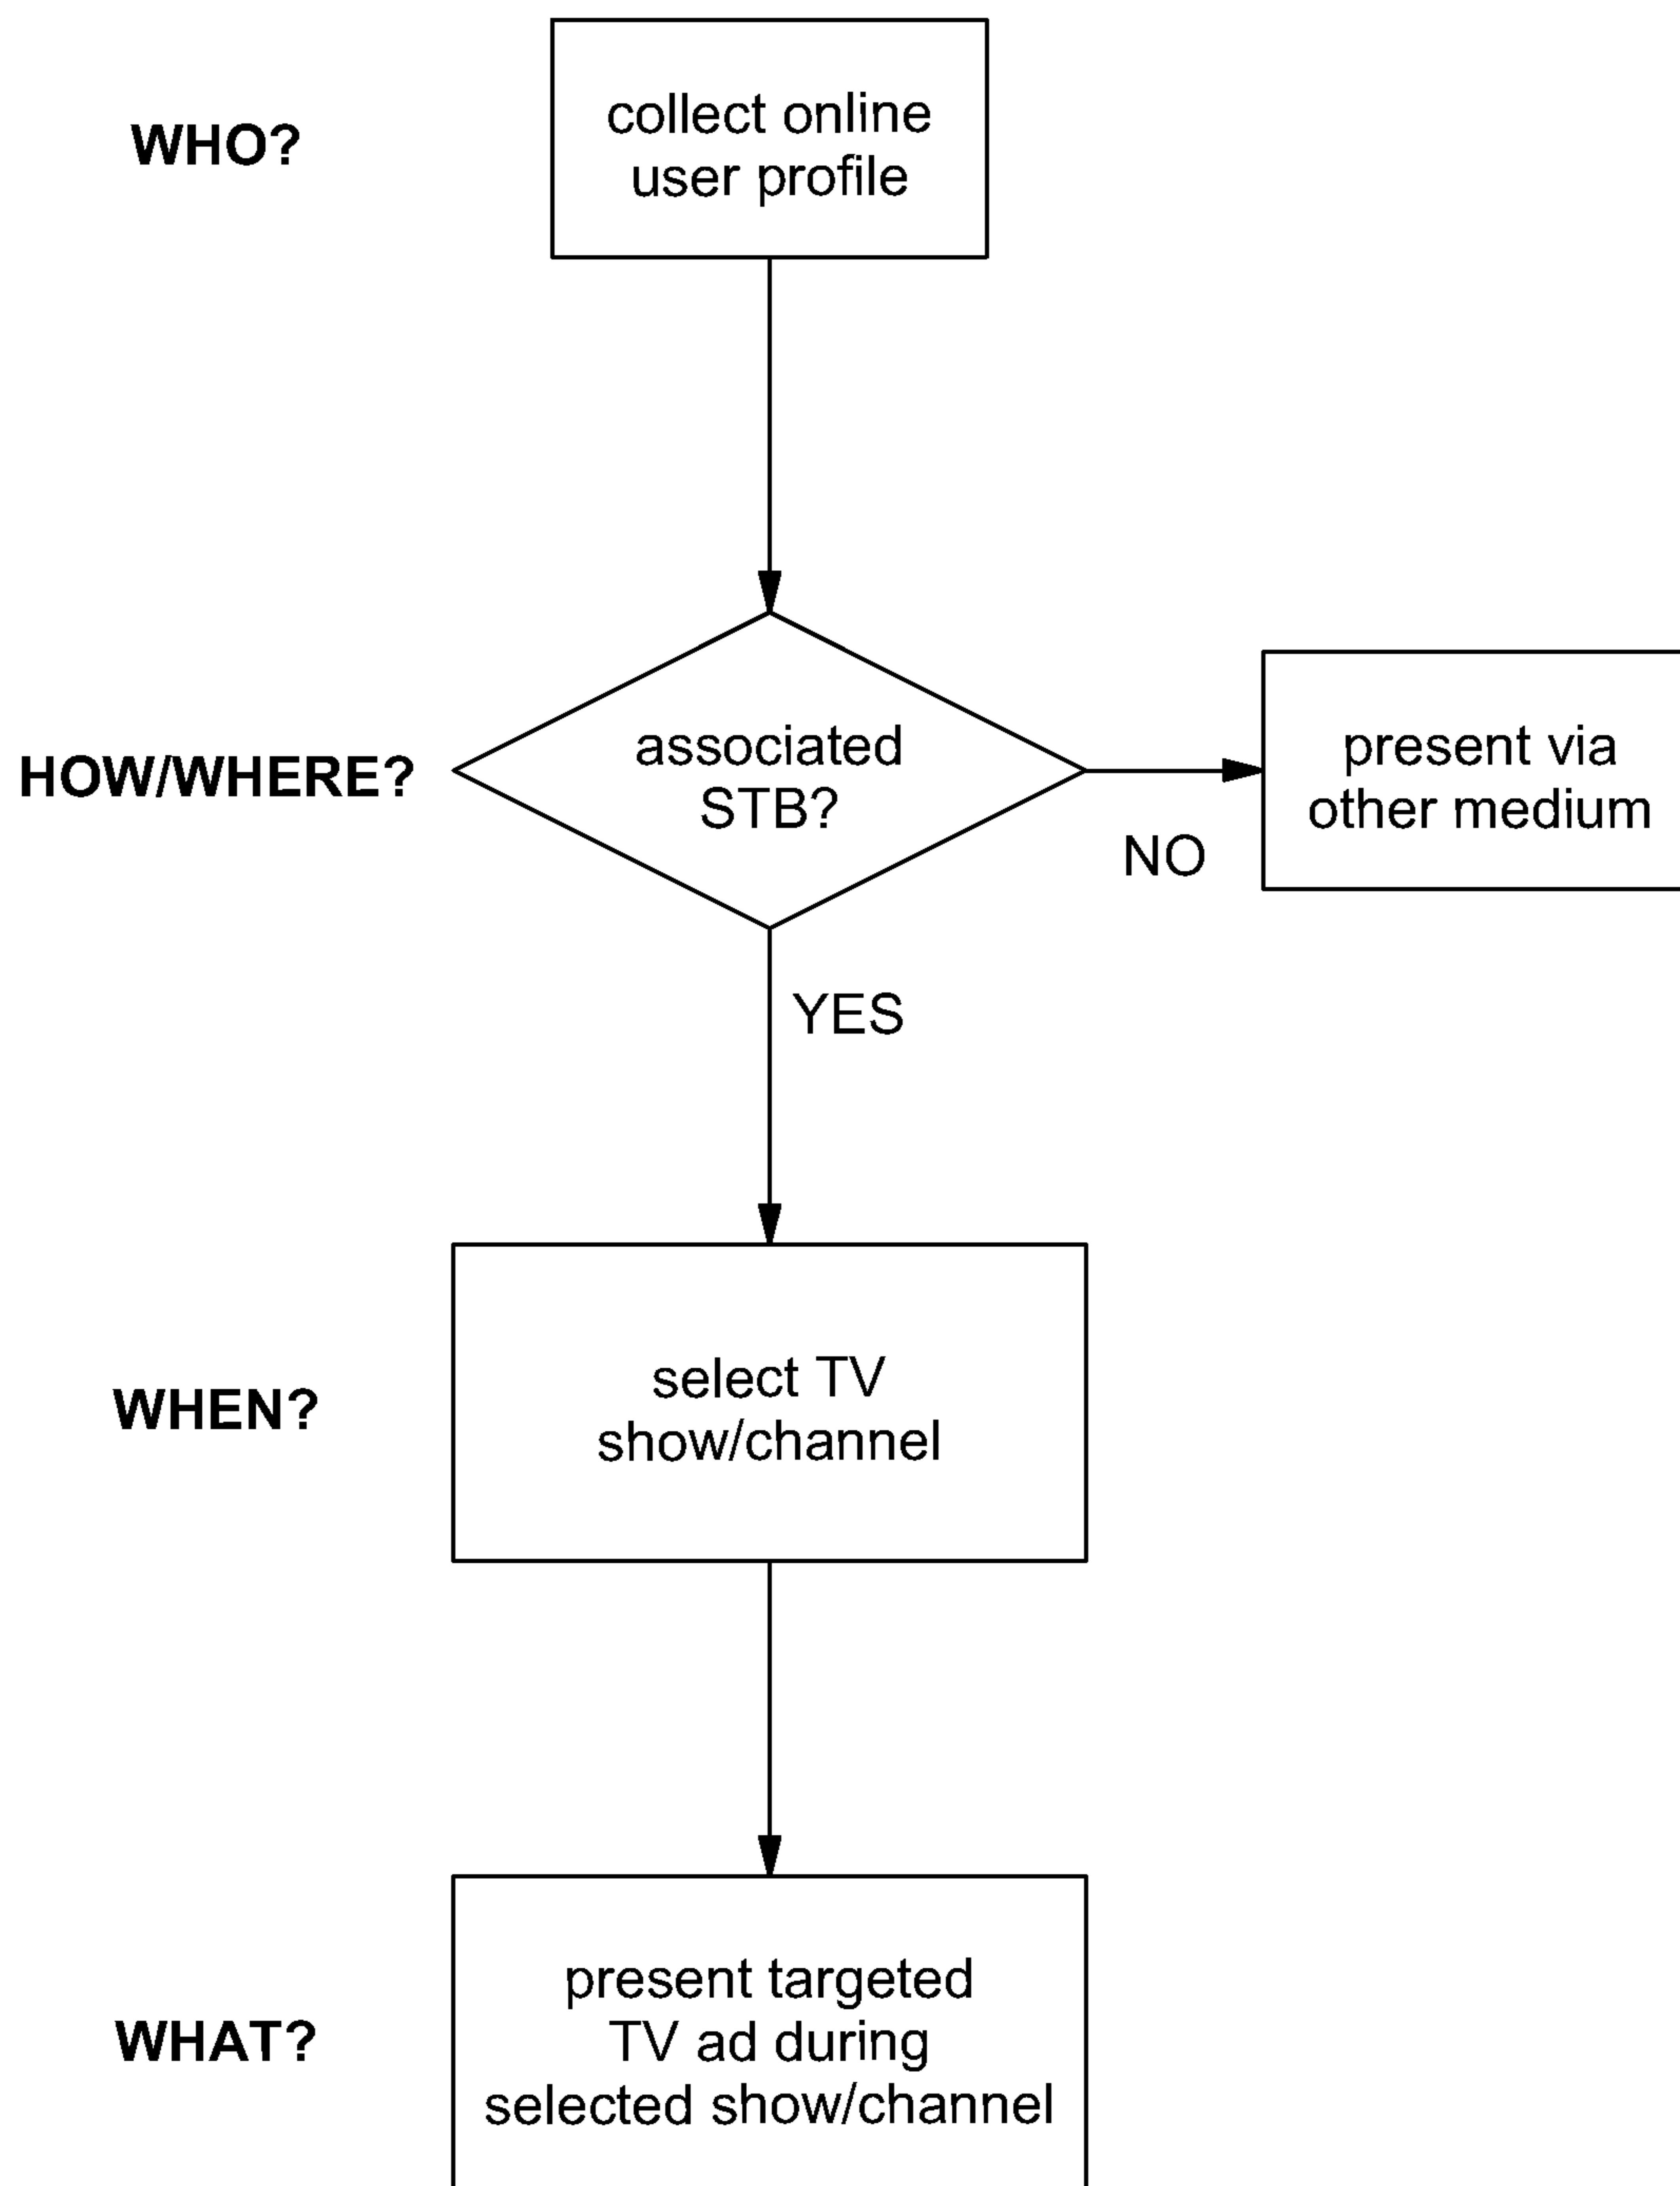 WHO?
collect online
user profile
HOW/WHERE?
associated
STB?
NO
present via
other medium
YES
WHEN?
select TV
show/channel
WHAT?
present targeted
TV ad during
selected show/channel